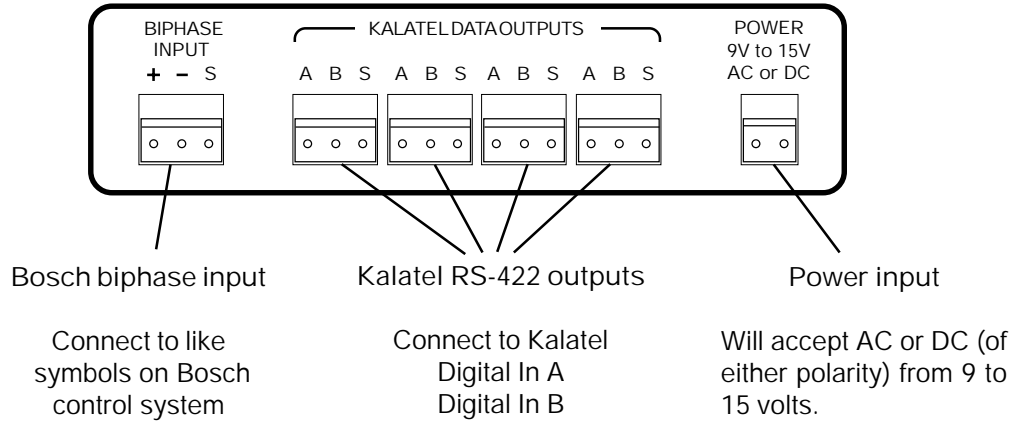 BIPHASE
INPUT
+ – S
KALATEL DATA OUTPUTS
A B S A B S A B S A B S
POWER
9V to 15V
AC or DC
Bosch biphase input
Connect to like
symbols on Bosch
control system
Kalatel RS-422 outputs
Connect to Kalatel
Digital In A
Digital In B
Power input
Will accept AC or DC (of
either polarity) from 9 to
15 volts.